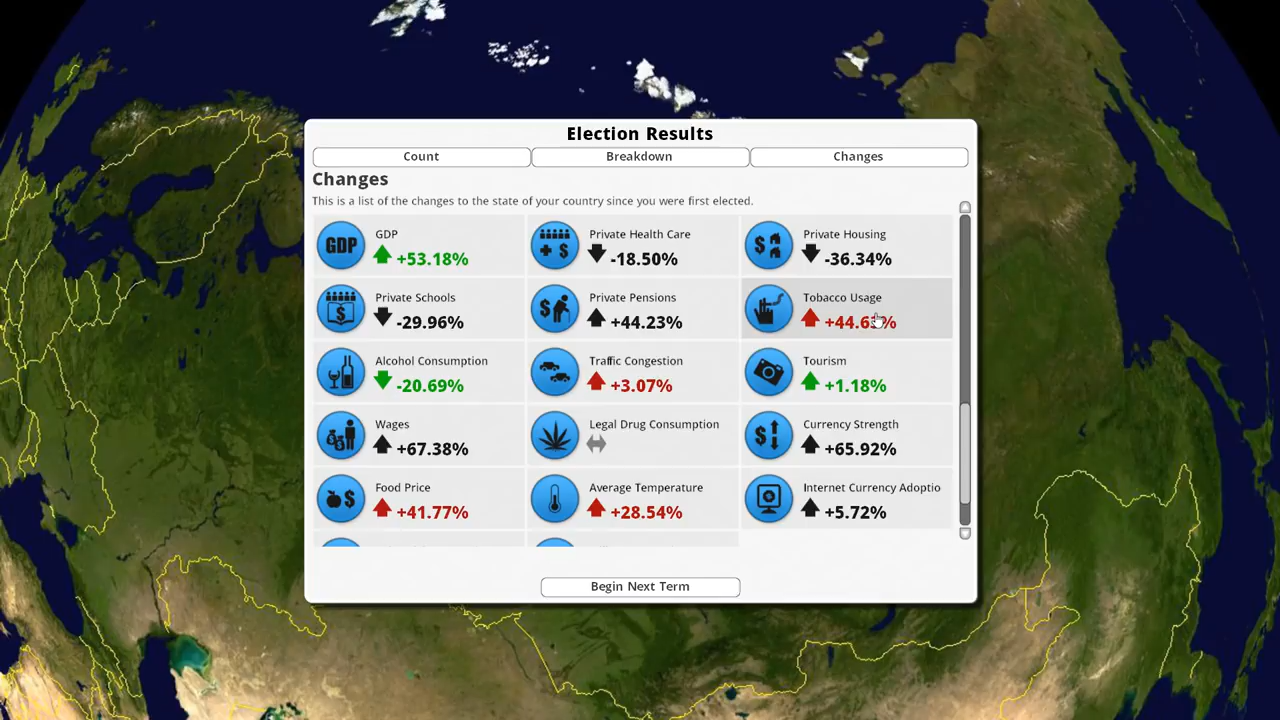 Election Results
Count Breakdown Changes
Changes
This is a list of the changes to the state of your country since you were first elected.
GDP
GDP
+53.18%
Private Health Care
-18.50%
Private Housing
-36.34%
Private Schools
-29.96%
Private Pensions
+44.23%
Tobacco Usage
Alcohol Consumption
-20.69%
Traffic Congestion
+3.07%
Tourism
+1.18%
Wages
+67.38%
Legal Drug Consumption
Currency Strength
+65.92%
Food Price
+41.77%
Average Temperature
+28.54%
Internet Currency Adoptio
+5.72%
Begin Next Term